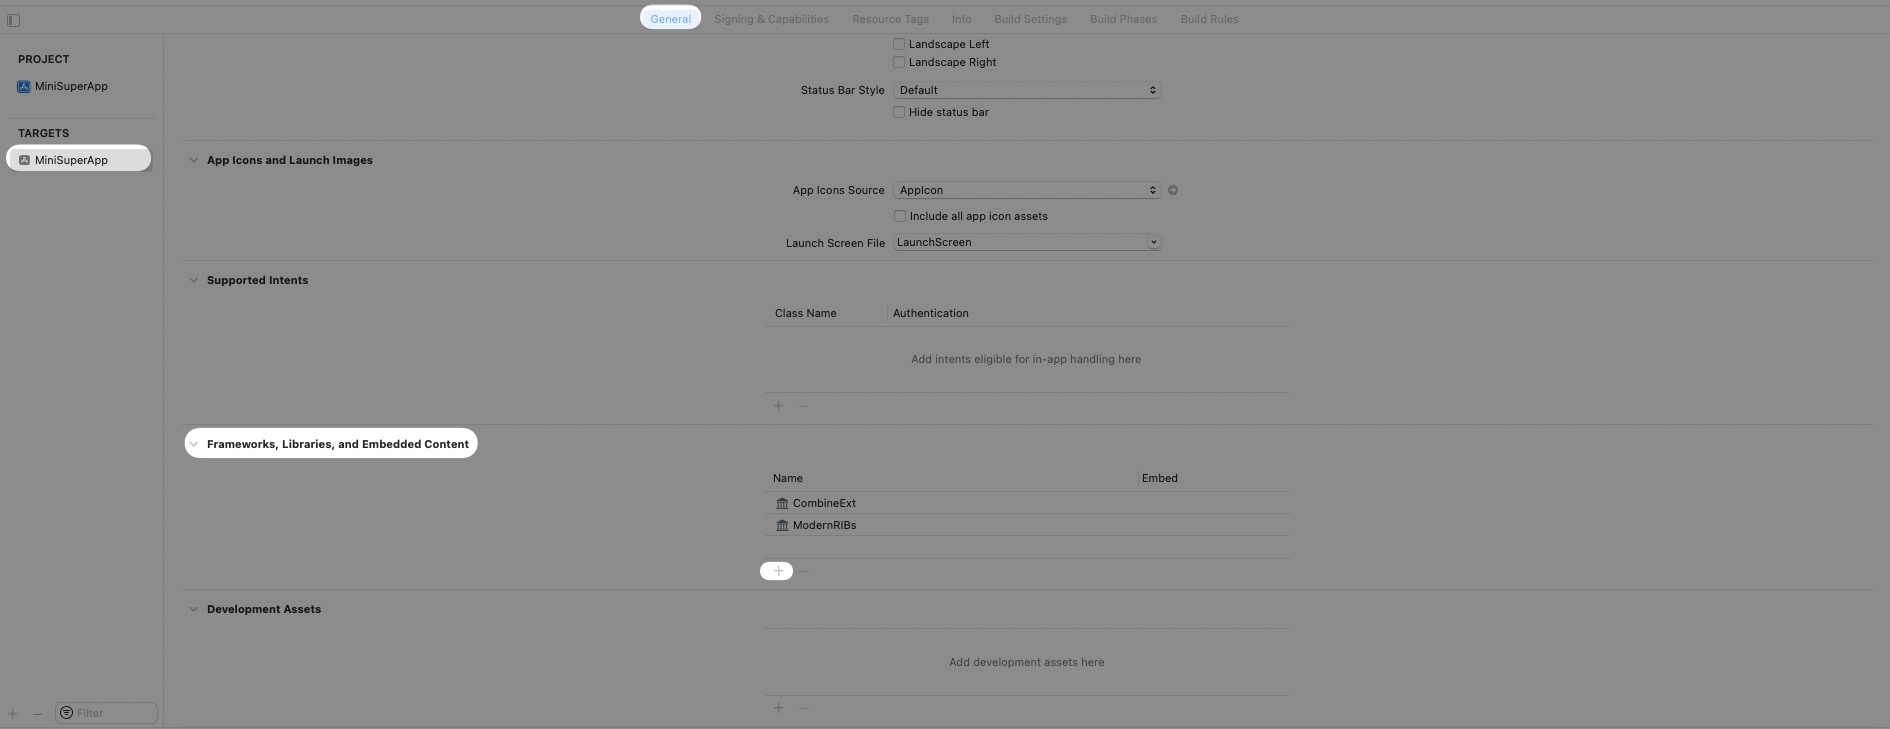 General Signing & Capabilities Resource Tags Info Build Settings Build Phases Build Rules
PROJECT
MiniSuperApp
TARGETS
MiniSuperApp
Filter
Landscape Left
Landscape Right
Status Bar Style Default
Hide status bar
App Icons and Launch Images
App Icons Source AppIcon
Include all app icon assets
Launch Screen File LaunchScreen
Supported Intents
Class Name Authentication
Add intents eligible for in-app handling here
Frameworks, Libraries, and Embedded Content
Name Embed
CombineExt
ModernRIBs
Development Assets
Add development assets here